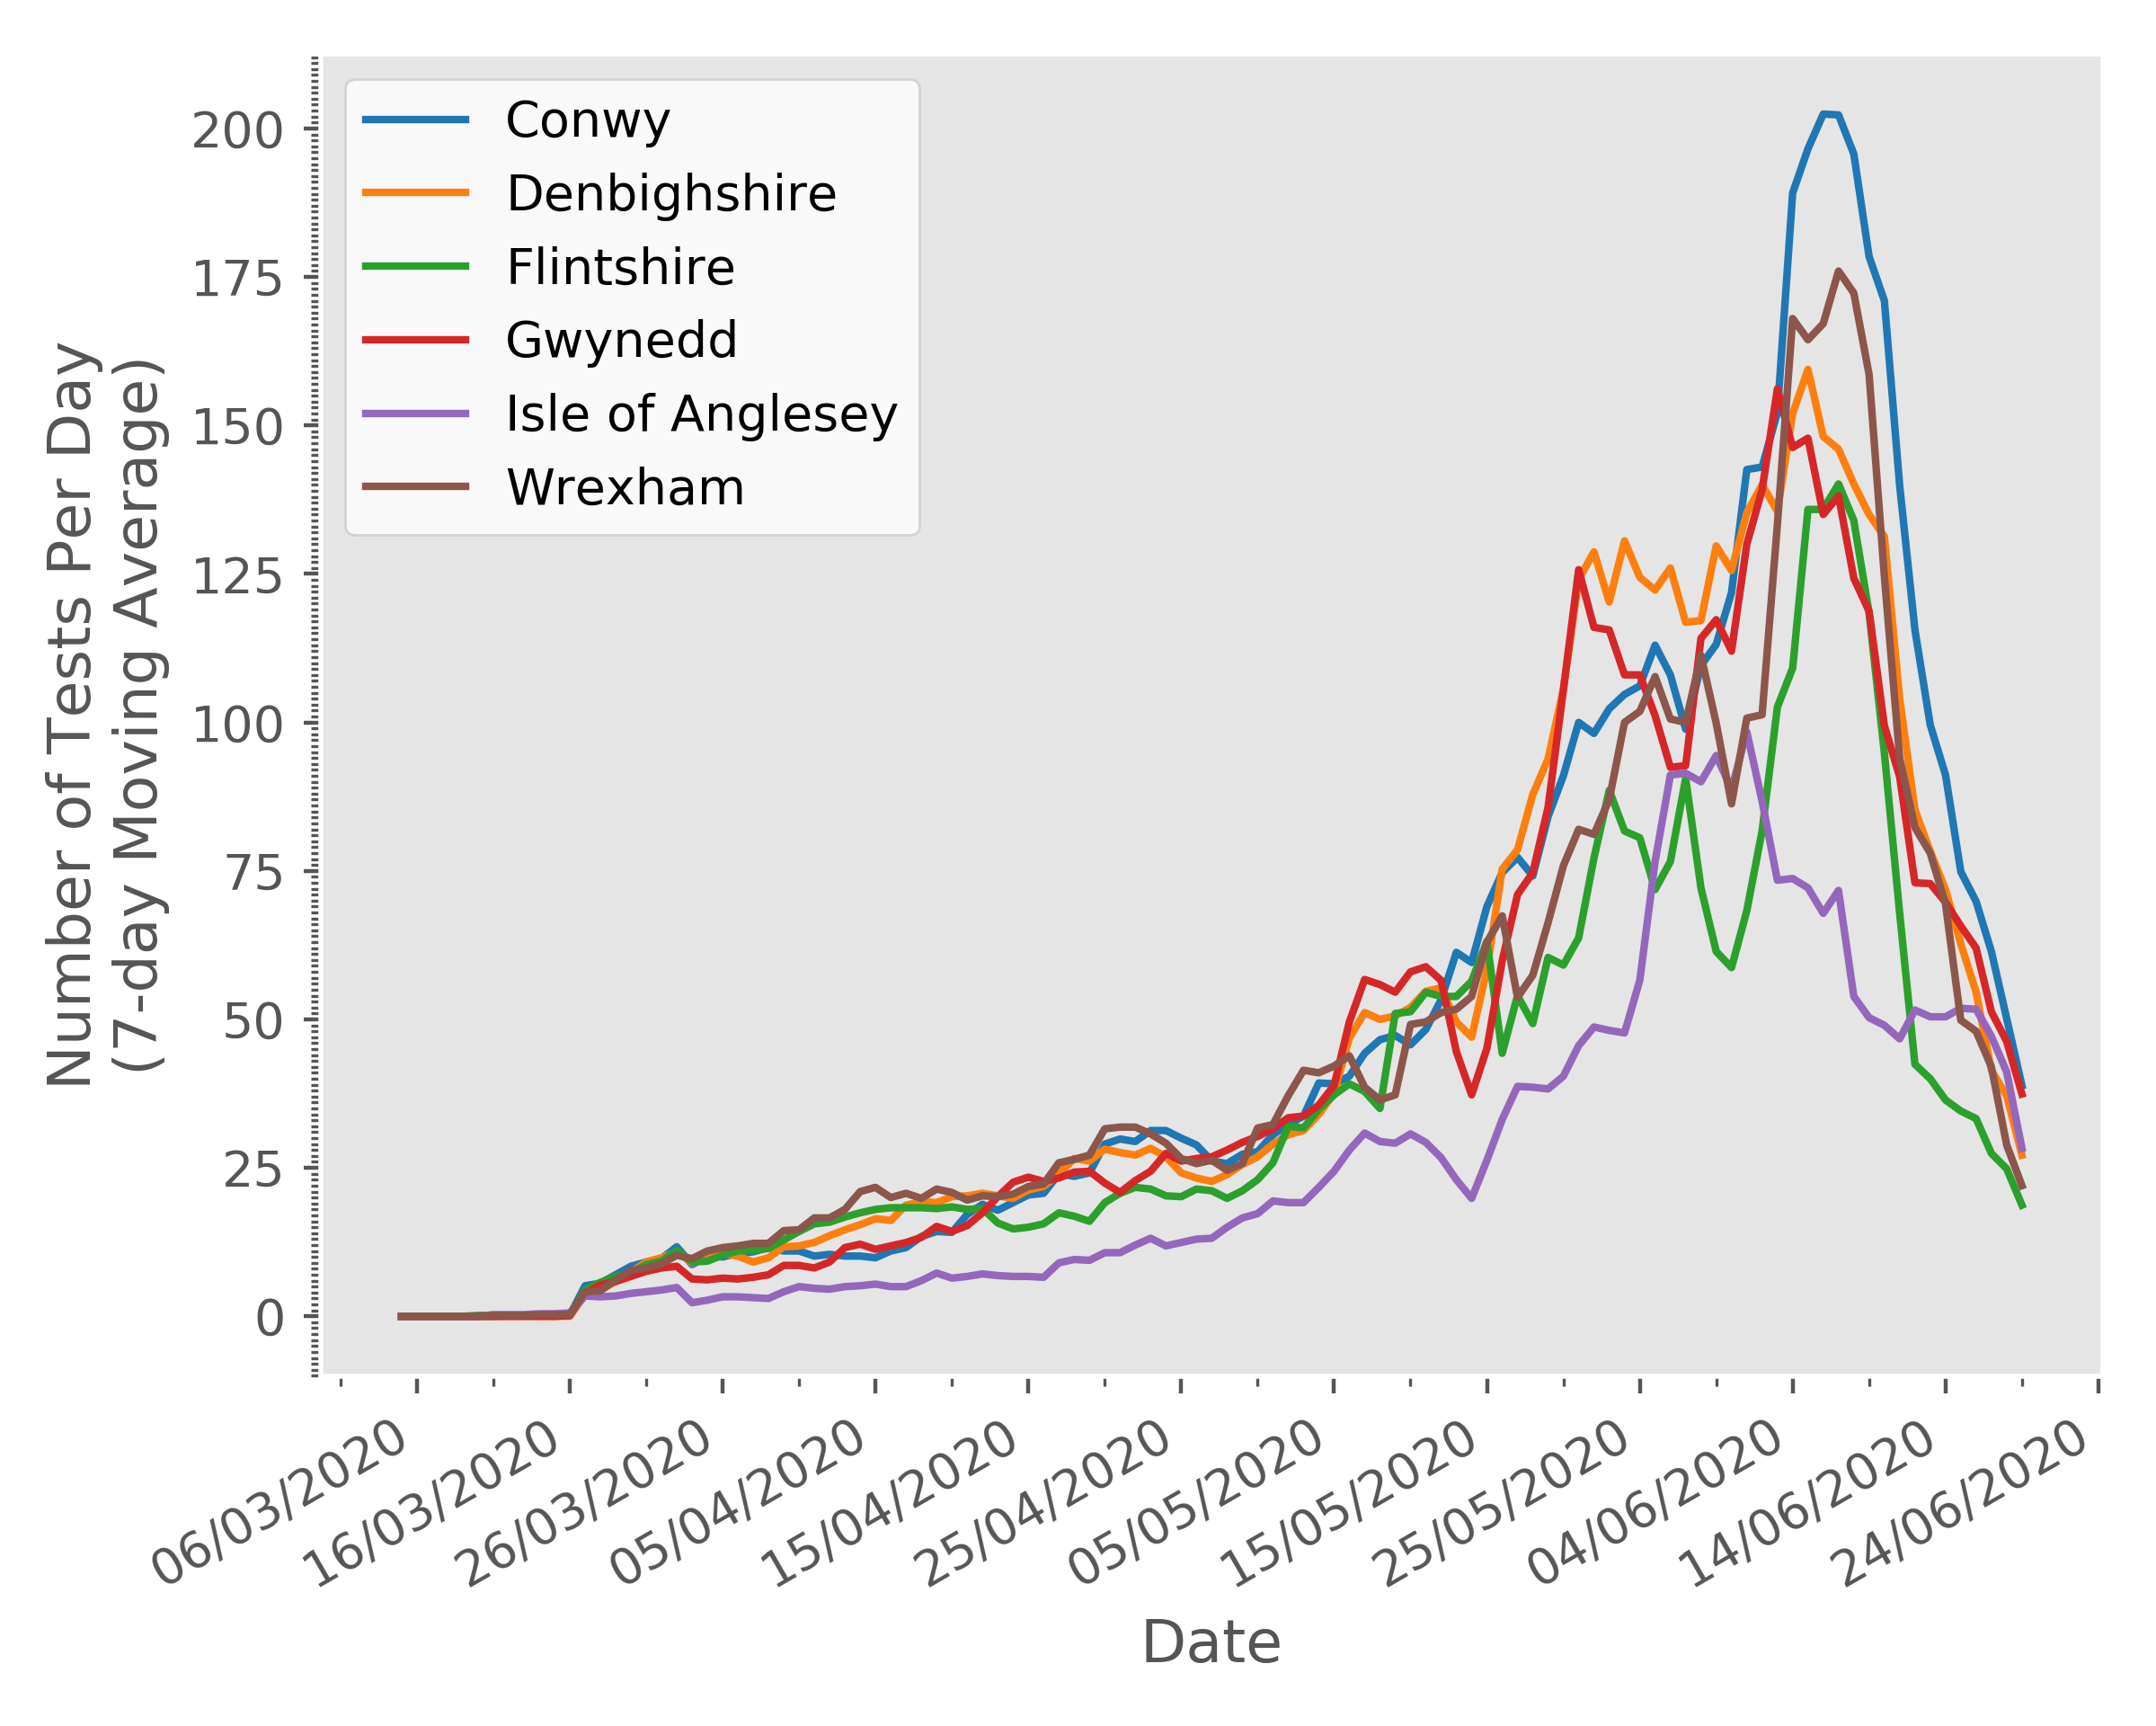 Conwy
Denbighshire
Flintshire
Gwynedd
Isle of Anglesey
Wrexham
200
175
150
125
100
75
50
25
0
Number of Tests Per Day
(7-day Moving Average)
06/03/2020
16/03/2020
26/03/2020
05/04/2020
15/04/2020
25/04/2020
05/05/2020
15/05/2020
25/05/2020
04/06/2020
14/06/2020
24/06/2020
Date